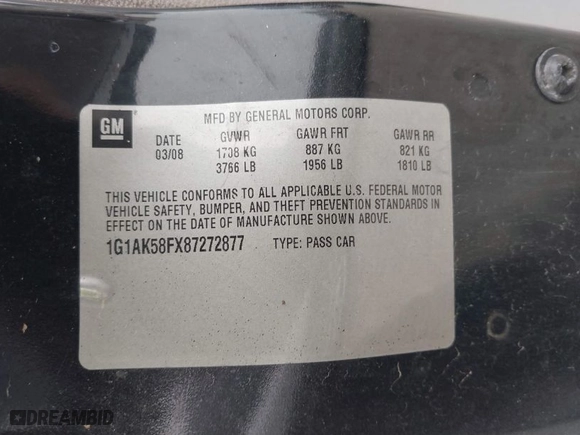 GM
MFD BY GENERAL MOTORS CORP.
DATE GVWR GAWR FRT GAWR RR
03/08 1708 KG 887 KG 821 KG
3766 LB 1956 LB 1810 LB
THIS VEHICLE CONFORMS TO ALL APPLICABLE U.S. FEDERAL MOTOR
VEHICLE SAFETY, BUMPER, AND THEFT PREVENTION STANDARDS IN
EFFECT ON THE DATE OF MANUFACTURE SHOWN ABOVE.
1G1AK58FX87272877 TYPE: PASS CAR
DREAMBID